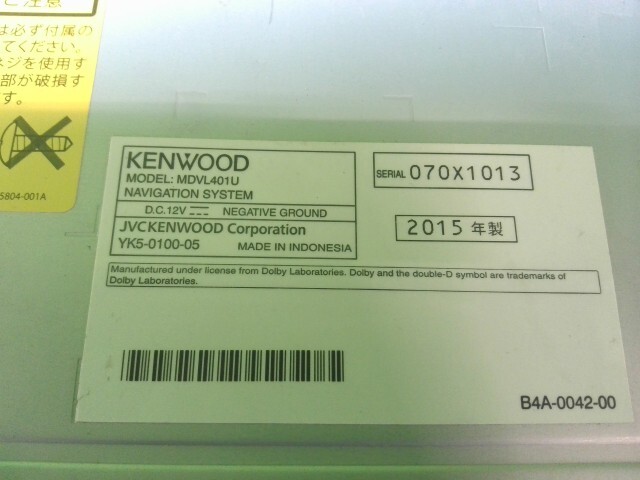 ご注意
は必ず付属の
てください。
ネジを使用す
部が破損す
す。
5804-001A
KENWOOD
MODEL: MDVL401U
NAVIGATION SYSTEM
D.C.12V NEGATIVE GROUND
JVCKENWOOD Corporation
YK5-0100-05 MADE IN INDONESIA
SERIAL 070X1013
2015 年製
Manufactured under license from Dolby Laboratories. Dolby and the double-D symbol are trademarks of
Dolby Laboratories.
B4A-0042-00